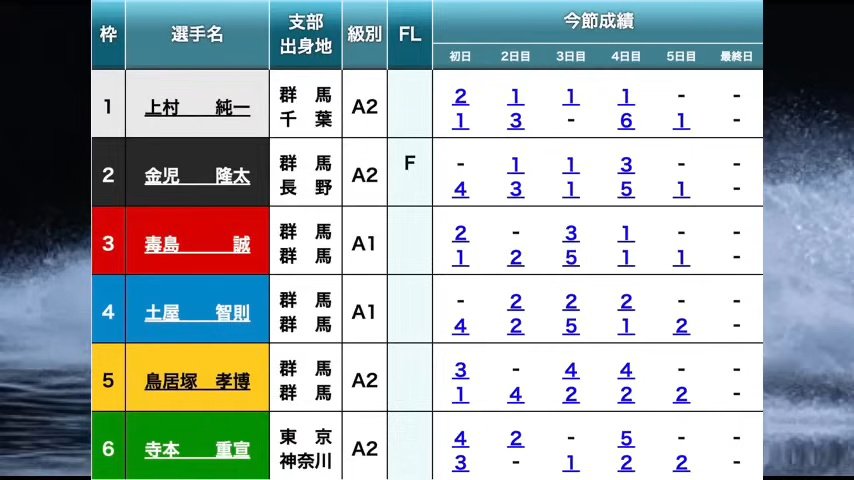 枠 選手名 支部 出身地 級別 FL 今節成績
初日 2日目 3日目 4日目 5日目 最終日
1 上村 純一 群 馬 A2 2 1 1 1 - -
千 葉 1 3 - 6 1 -
2 金児 隆太 群 馬 A2 F - 1 1 3 - -
長 野 4 3 1 5 1 -
3 毒島 誠 群 馬 A1 2 - 3 1 - -
群 馬 1 2 5 1 1 -
4 土屋 智則 群 馬 A1 - 2 2 2 - -
群 馬 4 2 5 1 2 -
5 鳥居塚 孝博 群 馬 A2 3 - 4 4 - -
群 馬 1 4 2 2 2 -
6 寺本 重宣 東 京 A2 4 2 - 5 - -
神奈川 3 - 1 2 2 -